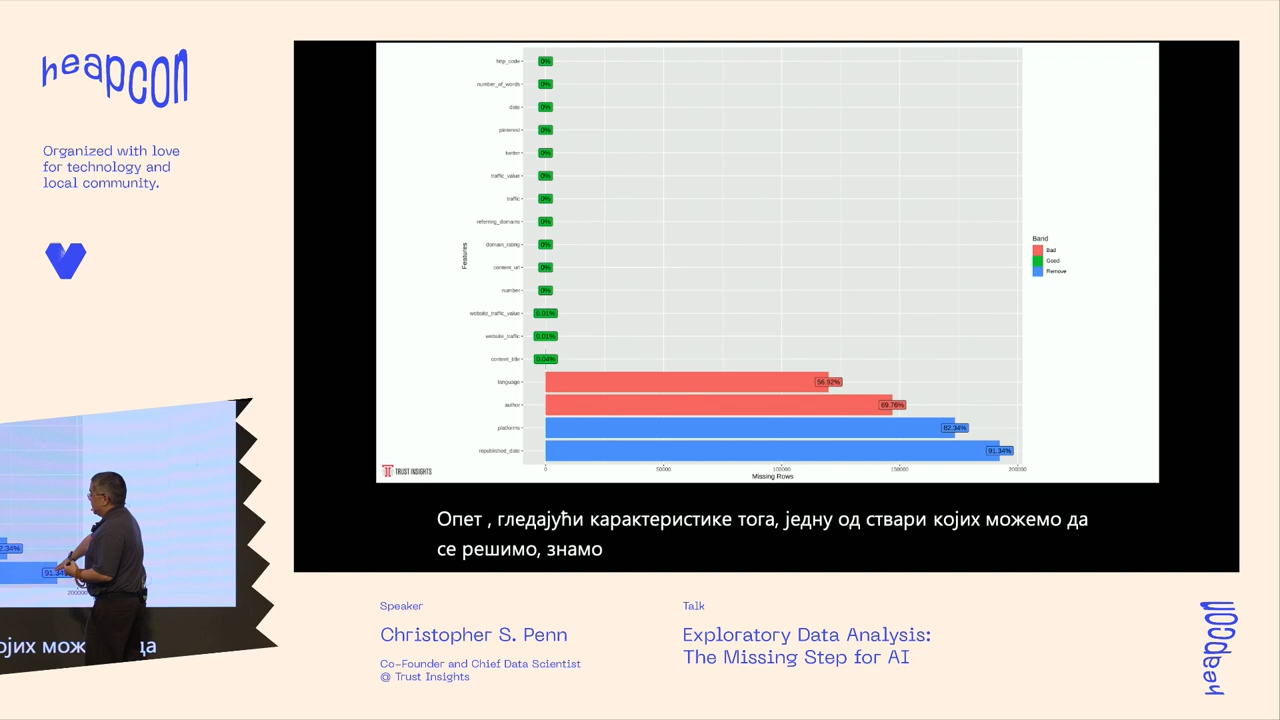 heapcon
Organized with love
for technology and
local community.
http_code
0%
number_of_words
0%
date
0%
pinterest
0%
twitter
0%
traffic_value
0%
traffic
0%
referring_domains
0%
domain_rating
0%
content_url
0%
number
0%
website_traffic_value
0.01%
website_traffic
0.01%
content_title
0.04%
language
56.92%
author
69.76%
platforms
82.34%
republished_date
91.34%
Features
0
50000
100000
150000
200000
Missing Rows
Band
Bad
Good
Remove
TRUST INSIGHTS
Опет , гледајући карактеристике тога, једну од ствари којих можемо да
се решимо, знамо
2.34%
91.34
Speaker
Christopher S. Penn
Co-Founder and Chief Data Scientist
@ Trust Insights
Talk
Exploratory Data Analysis:
The Missing Step for AI
heapcon